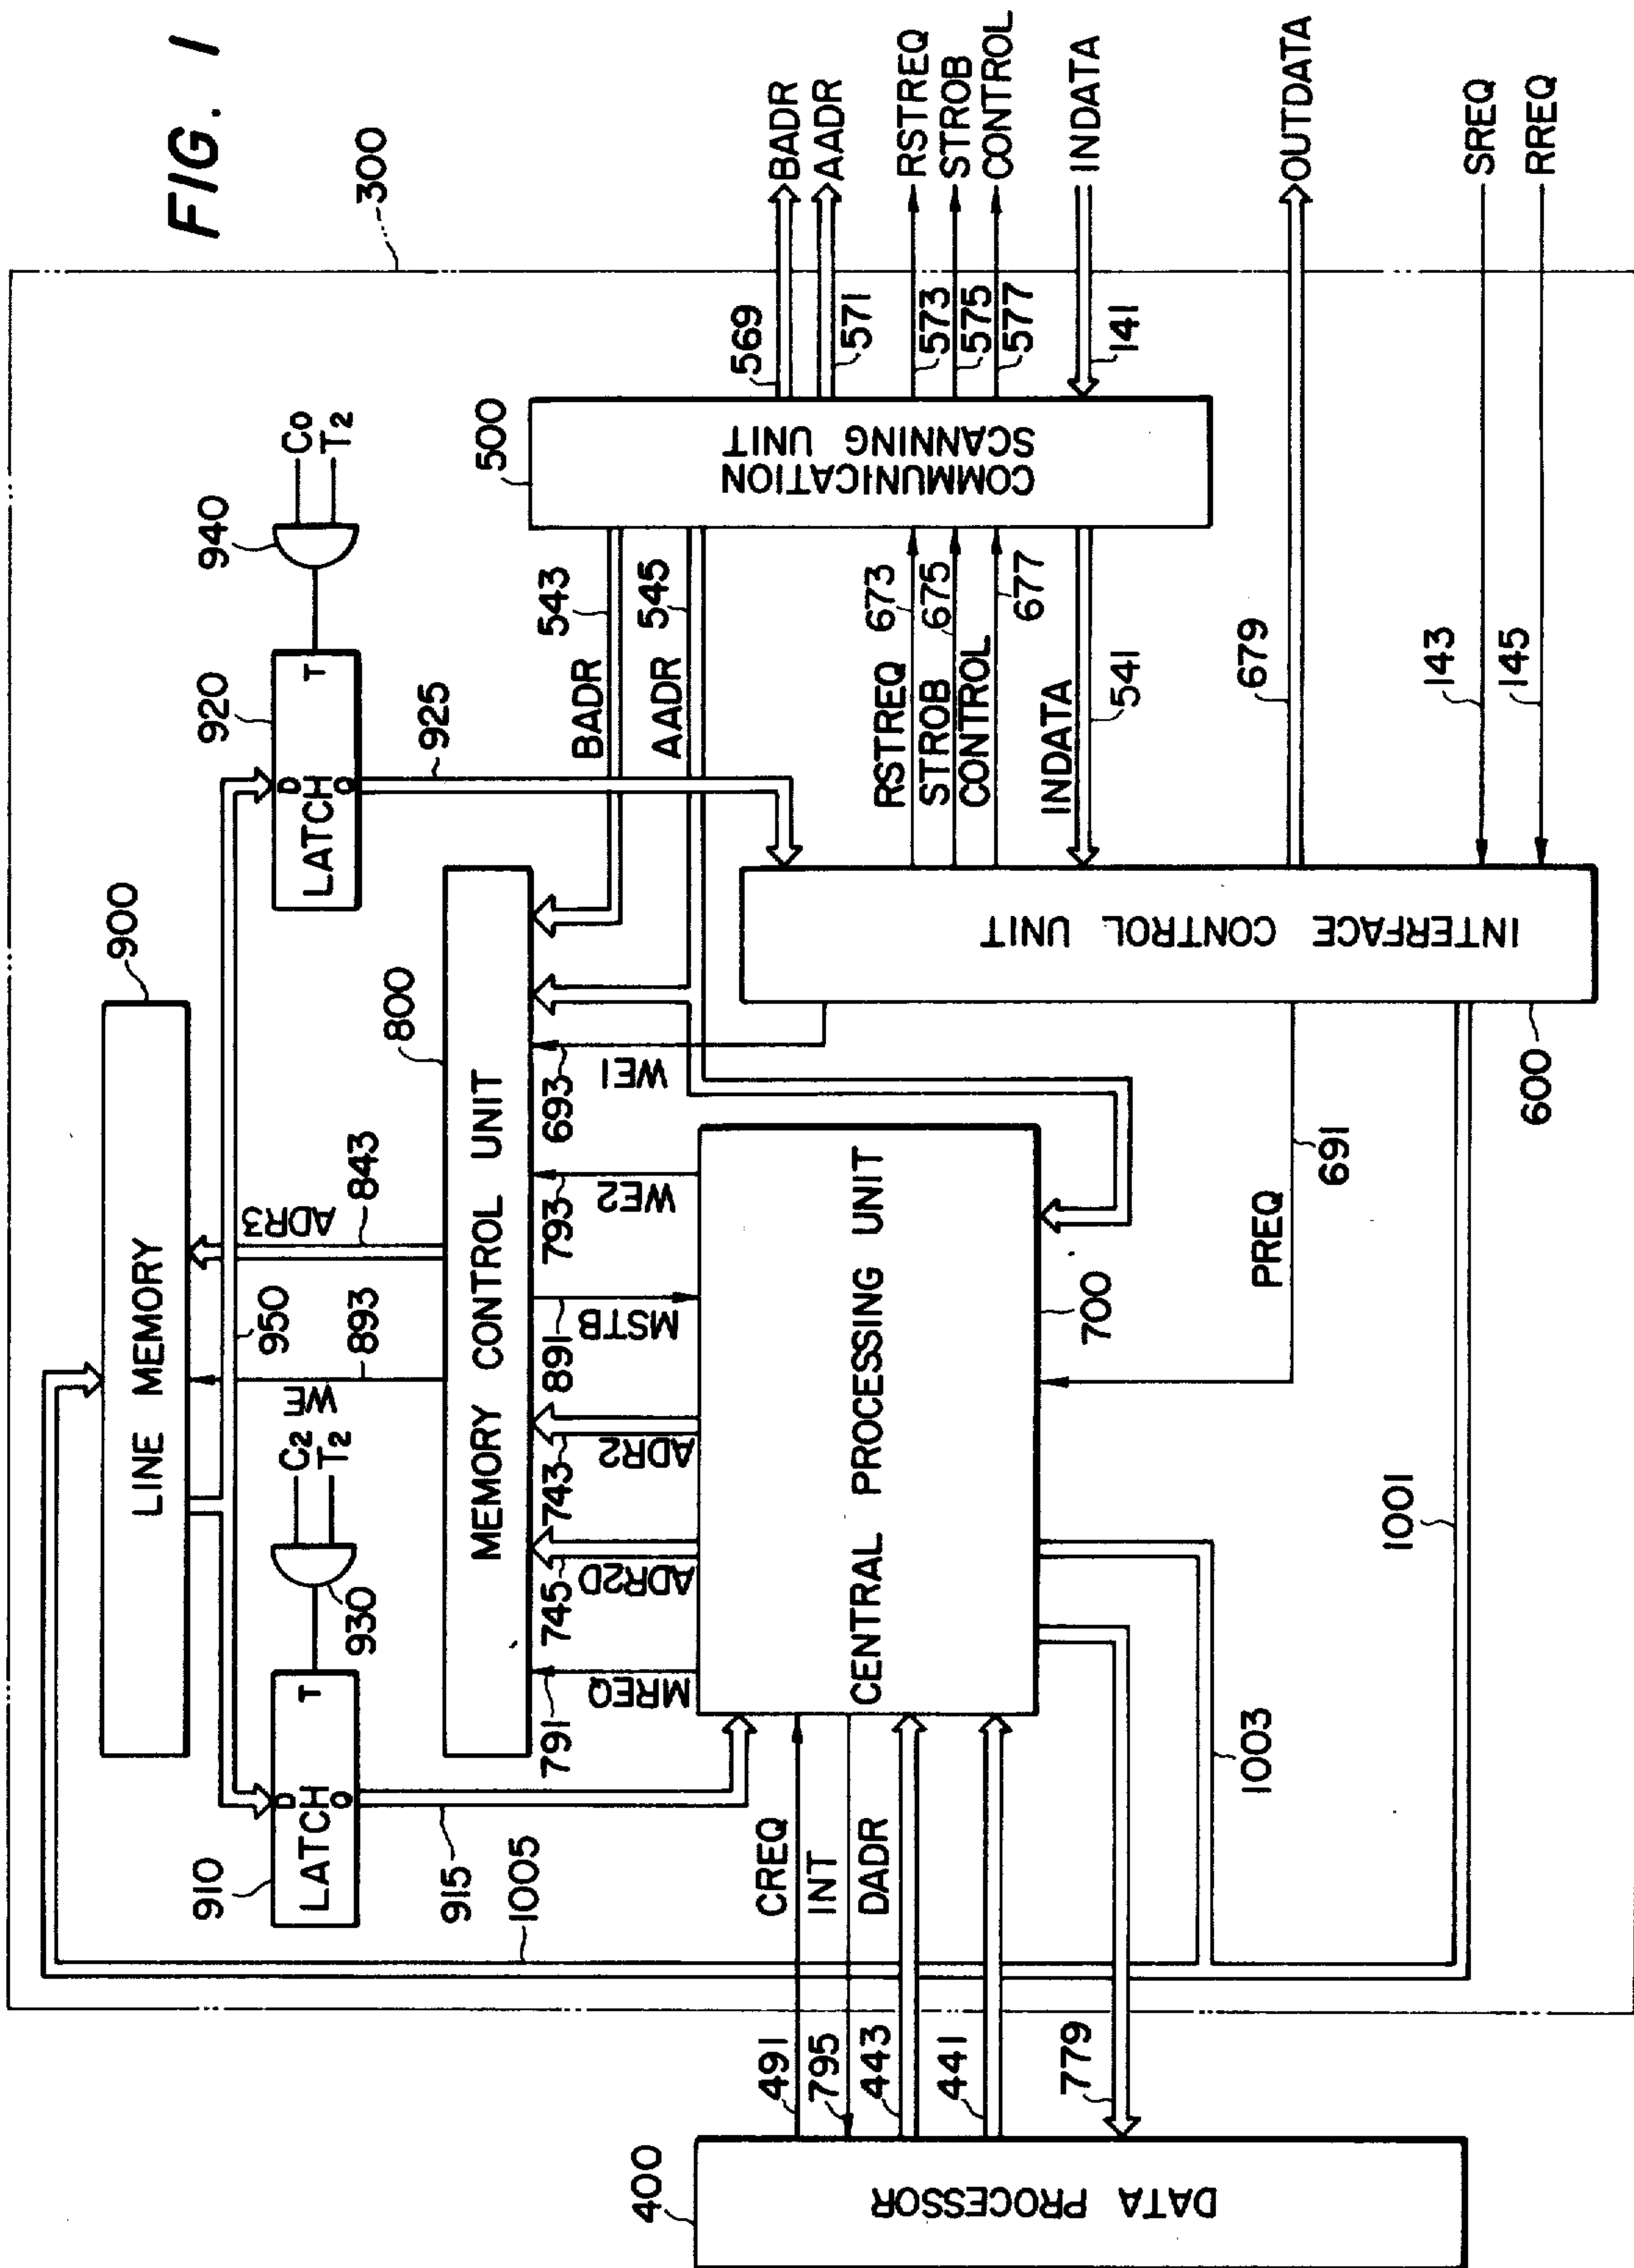 FIG. 1
300
900
LINE MEMORY
910
LATCH
D
Q
T
930
C2
T2
WE
893
950
ADR3
843
920
LATCH
D
Q
T
940
C0
T2
915
1005
925
800
MEMORY CONTROL UNIT
BADR
543
AADR
545
500
COMMUNICATION
SCANNING UNIT
569
BADR
571
AADR
573
RSTREQ
575
STROB
577
CONTROL
141
INDATA
791
MREQ
745
ADR2D
743
ADR2
891
MSTB
793
WE2
693
WE1
RSTREQ
673
STROB
675
CONTROL
677
INDATA
541
CENTRAL PROCESSING UNIT
700
INTERFACE CONTROL UNIT
600
679
OUTDATA
143
SREQ
145
RREQ
PREQ
691
400
DATA PROCESSOR
491
CREQ
795
INT
443
DADR
441
779
1003
1001